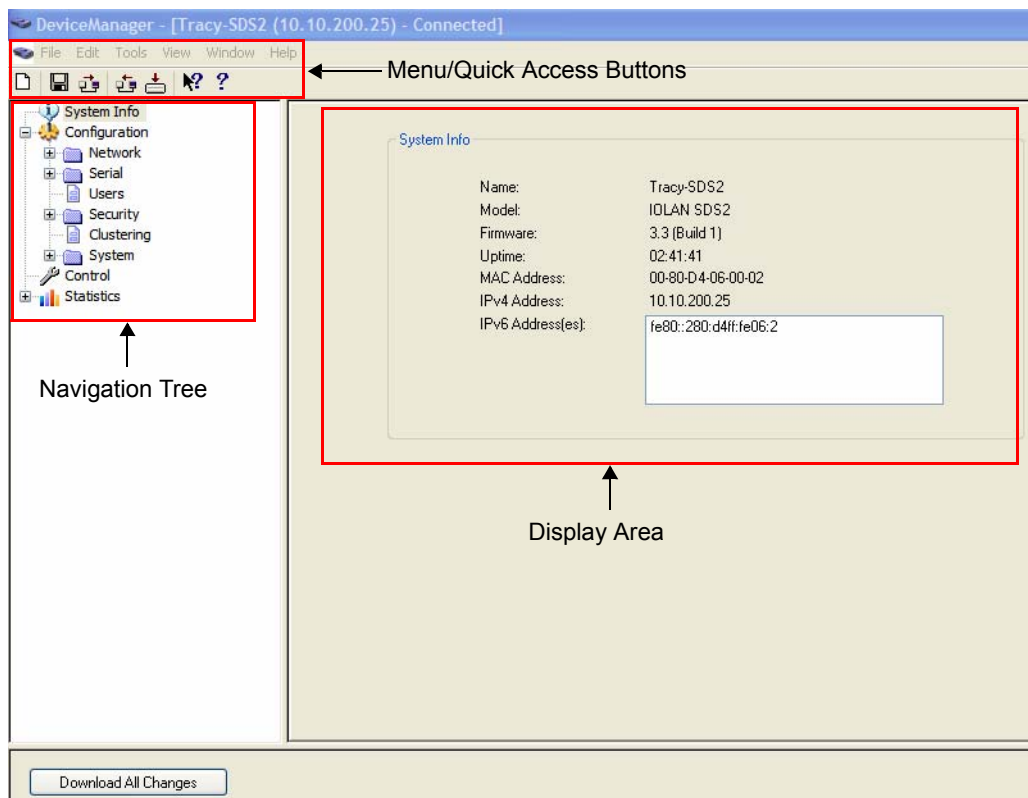 DeviceManager - [Tracy-SDS2 (10.10.200.25) - Connected]
File Edit Tools View Window Help
Menu/Quick Access Buttons
System Info
Configuration
Network
Serial
Users
Security
Clustering
System
Control
Statistics
Navigation Tree
System Info
Name: Tracy-SDS2
Model: IOLAN SDS2
Firmware: 3.3 (Build 1)
Uptime: 02:41:41
MAC Address: 00-80-D4-06-00-02
IPv4 Address: 10.10.200.25
IPv6 Address(es): fe80::280:d4ff:fe06:2
Display Area
Download All Changes